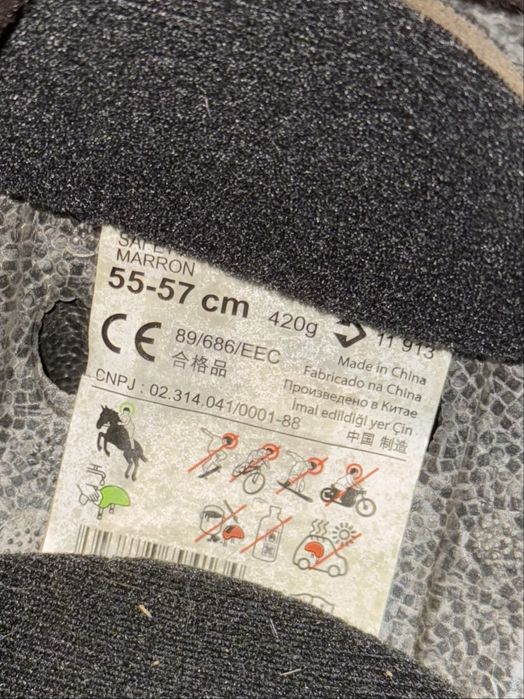 MARRON
55-57 cm 420g 11 913
CE 89/686/EEC
合格品
Made in China
Fabricado na China
Произведено в Китае
İmal edildiği yer Çin
中国 制造
CNPJ : 02.314.041/0001-88